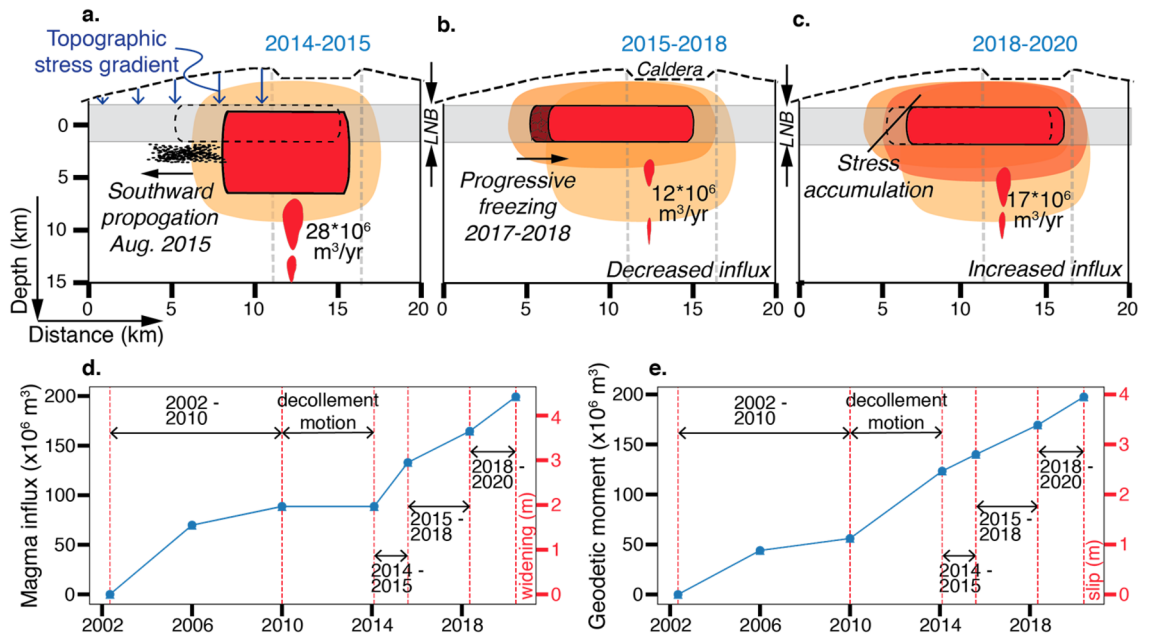 a.
Topographic
stress gradient
2014-2015
LNB
0
5
10
15
Depth (km)
Southward
propogation
Aug. 2015
28*10⁶
m³/yr
0 5 10 15 20
Distance (km)
b.
2015-2018
Caldera
LNB
Progressive
freezing
2017-2018
12*10⁶
m³/yr
Decreased influx
0 5 10 15 20
c.
2018-2020
Stress
accumulation
17*10⁶
m³/yr
Increased influx
0 5 10 15 20
d.
Magma influx (x10⁶ m³)
200
150
100
50
0
2002 -
2010
decollement
motion
2014 -
2015
2015 -
2018
2018 -
2020
widening (m)
4
3
2
1
0
2002 2006 2010 2014 2018
e.
Geodetic moment (x10⁶ m³)
200
150
100
50
0
2002 -
2010
decollement
motion
2014 -
2015
2015 -
2018
2018 -
2020
slip (m)
4
3
2
1
0
2002 2006 2010 2014 2018